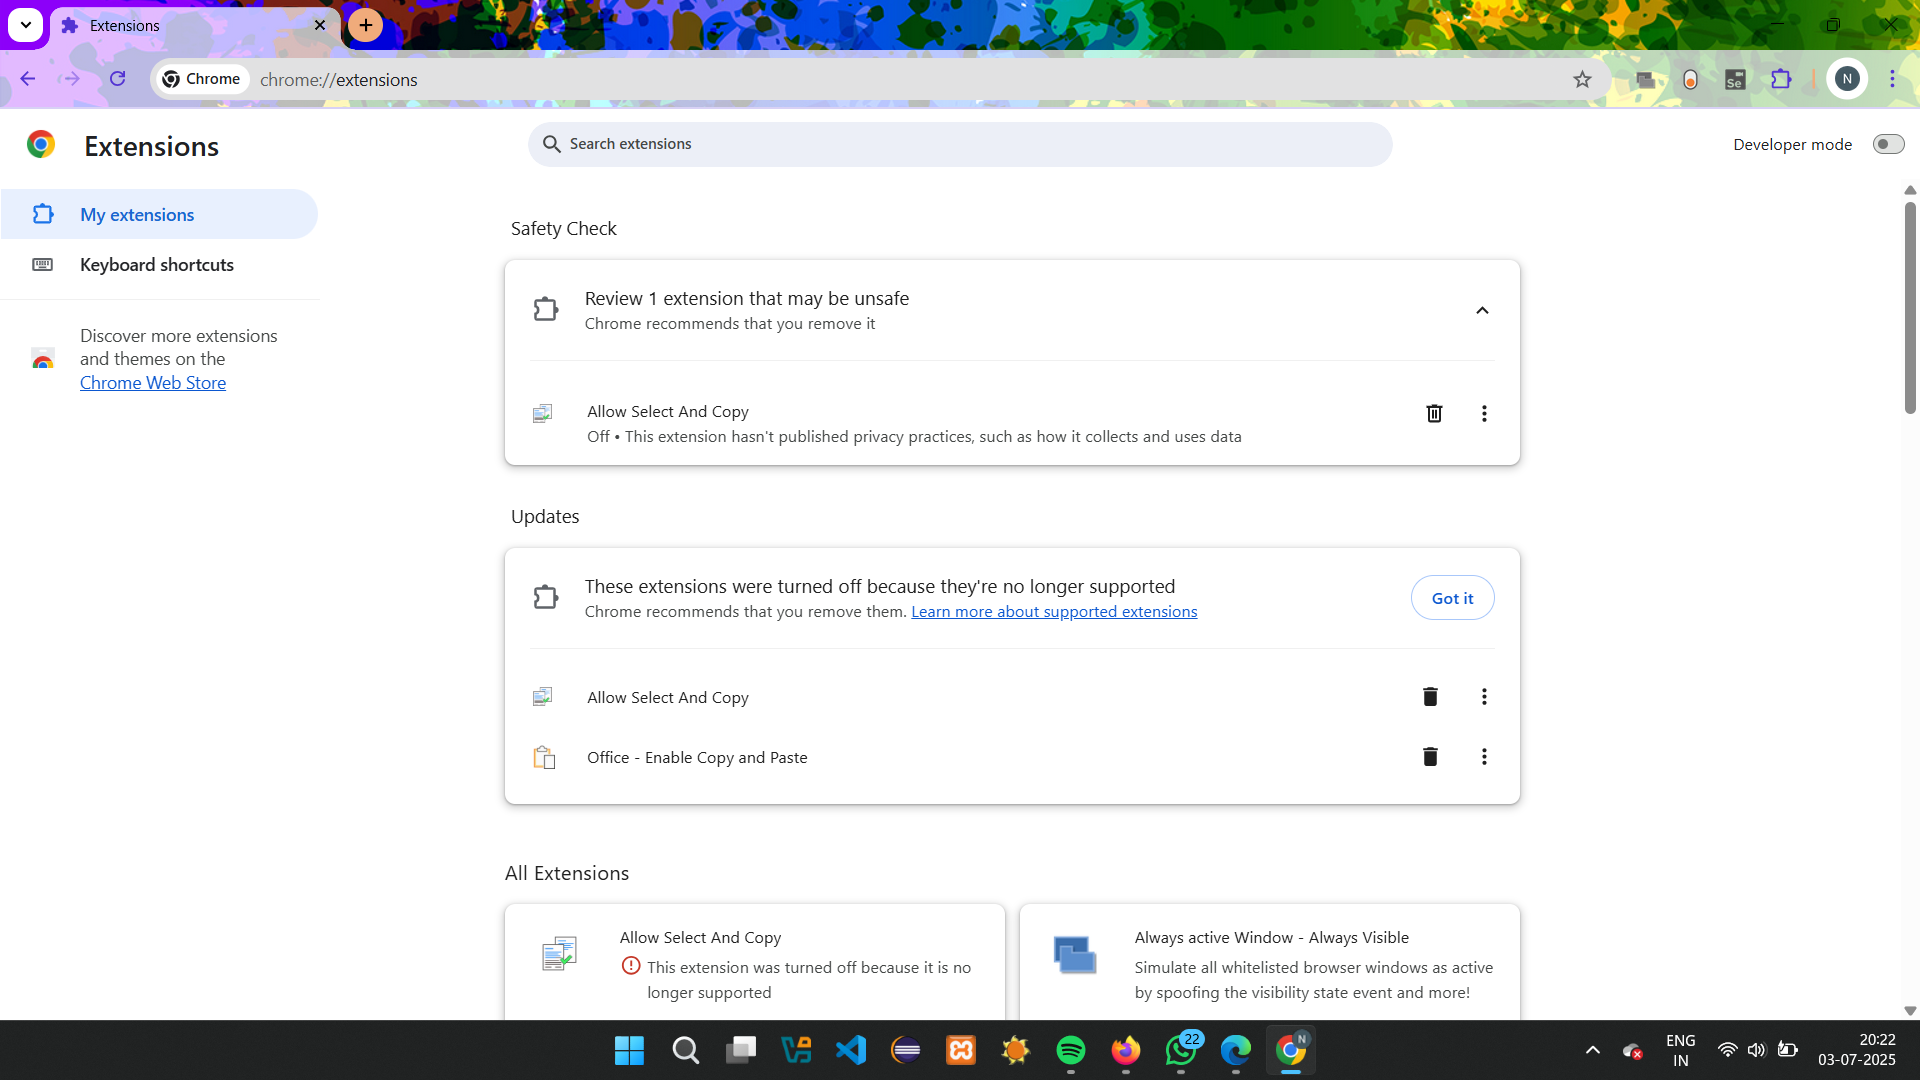 Extensions
Chrome
chrome://extensions
Se
N
Extensions
Search extensions
Developer mode
My extensions
Keyboard shortcuts
Discover more extensions
and themes on the
Chrome Web Store
Safety Check
Review 1 extension that may be unsafe
Chrome recommends that you remove it
Allow Select And Copy
Off • This extension hasn't published privacy practices, such as how it collects and uses data
Updates
These extensions were turned off because they're no longer supported
Chrome recommends that you remove them. Learn more about supported extensions
Got it
Allow Select And Copy
Office - Enable Copy and Paste
All Extensions
Allow Select And Copy
This extension was turned off because it is no
longer supported
Always active Window - Always Visible
Simulate all whitelisted browser windows as active
by spoofing the visibility state event and more!
22
N
ENG
IN
20:22
03-07-2025